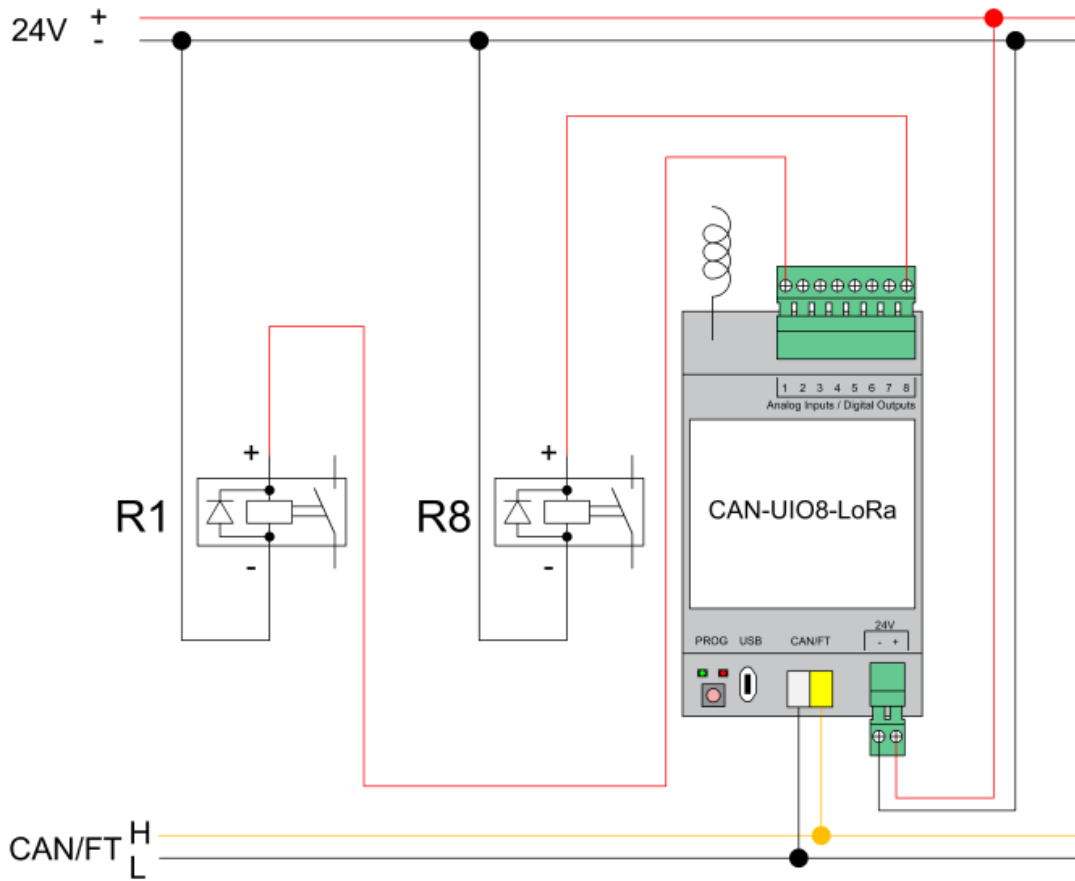 24V + -
1 2 3 4 5 6 7 8
Analog Inputs / Digital Outputs
+
+
R1
R8
CAN-UIO8-LoRa
-
-
24V
PROG USB CAN/FT - +
CAN/FT H L